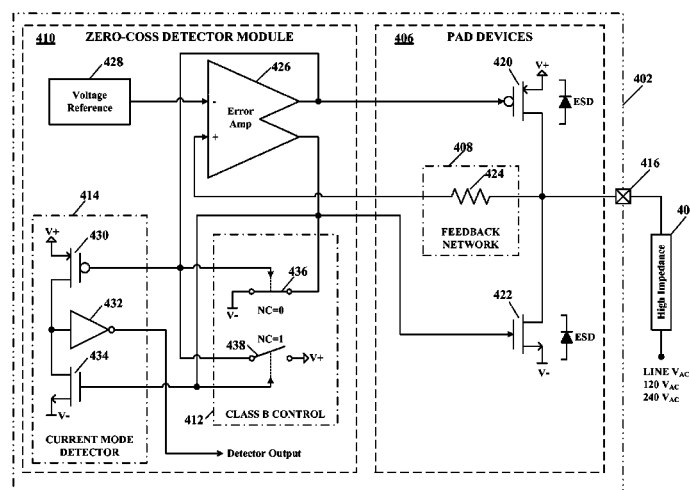 410 ZERO-COSS DETECTOR MODULE
406 PAD DEVICES
428
426
420
V+
402
Voltage
Reference
-
Error
Amp
+
ESD
408
424
416
414
FEEDBACK
NETWORK
40
V+
430
436
High Impedance
V-
NC=0
422
432
NC=1
438
V+
ESD
434
V-
V-
LINE VAC
120 VAC
240 VAC
412
CLASS B CONTROL
CURRENT MODE
DETECTOR
Detector Output